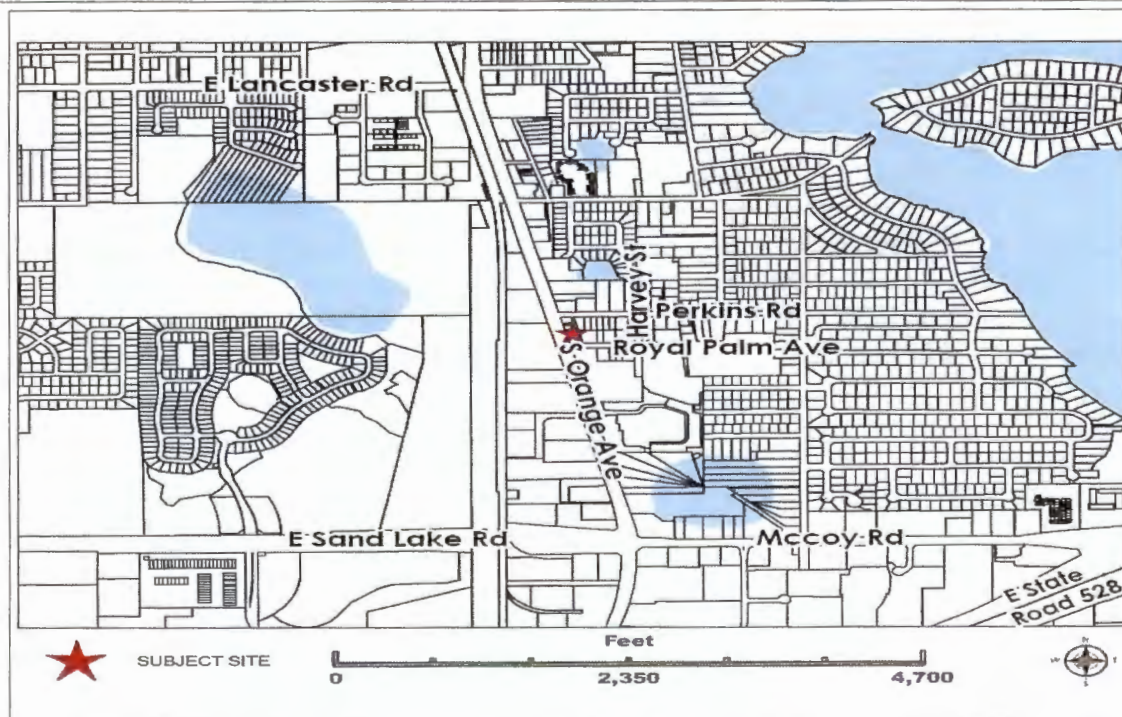 E Lancaster Rd
Harvey St
Perkins Rd
Royal Palm Ave
S Orange Ave
E Sand Lake Rd
Mccoy Rd
E State
Road 528
SUBJECT SITE
Feet
0 2,350 4,700
N
W E
S